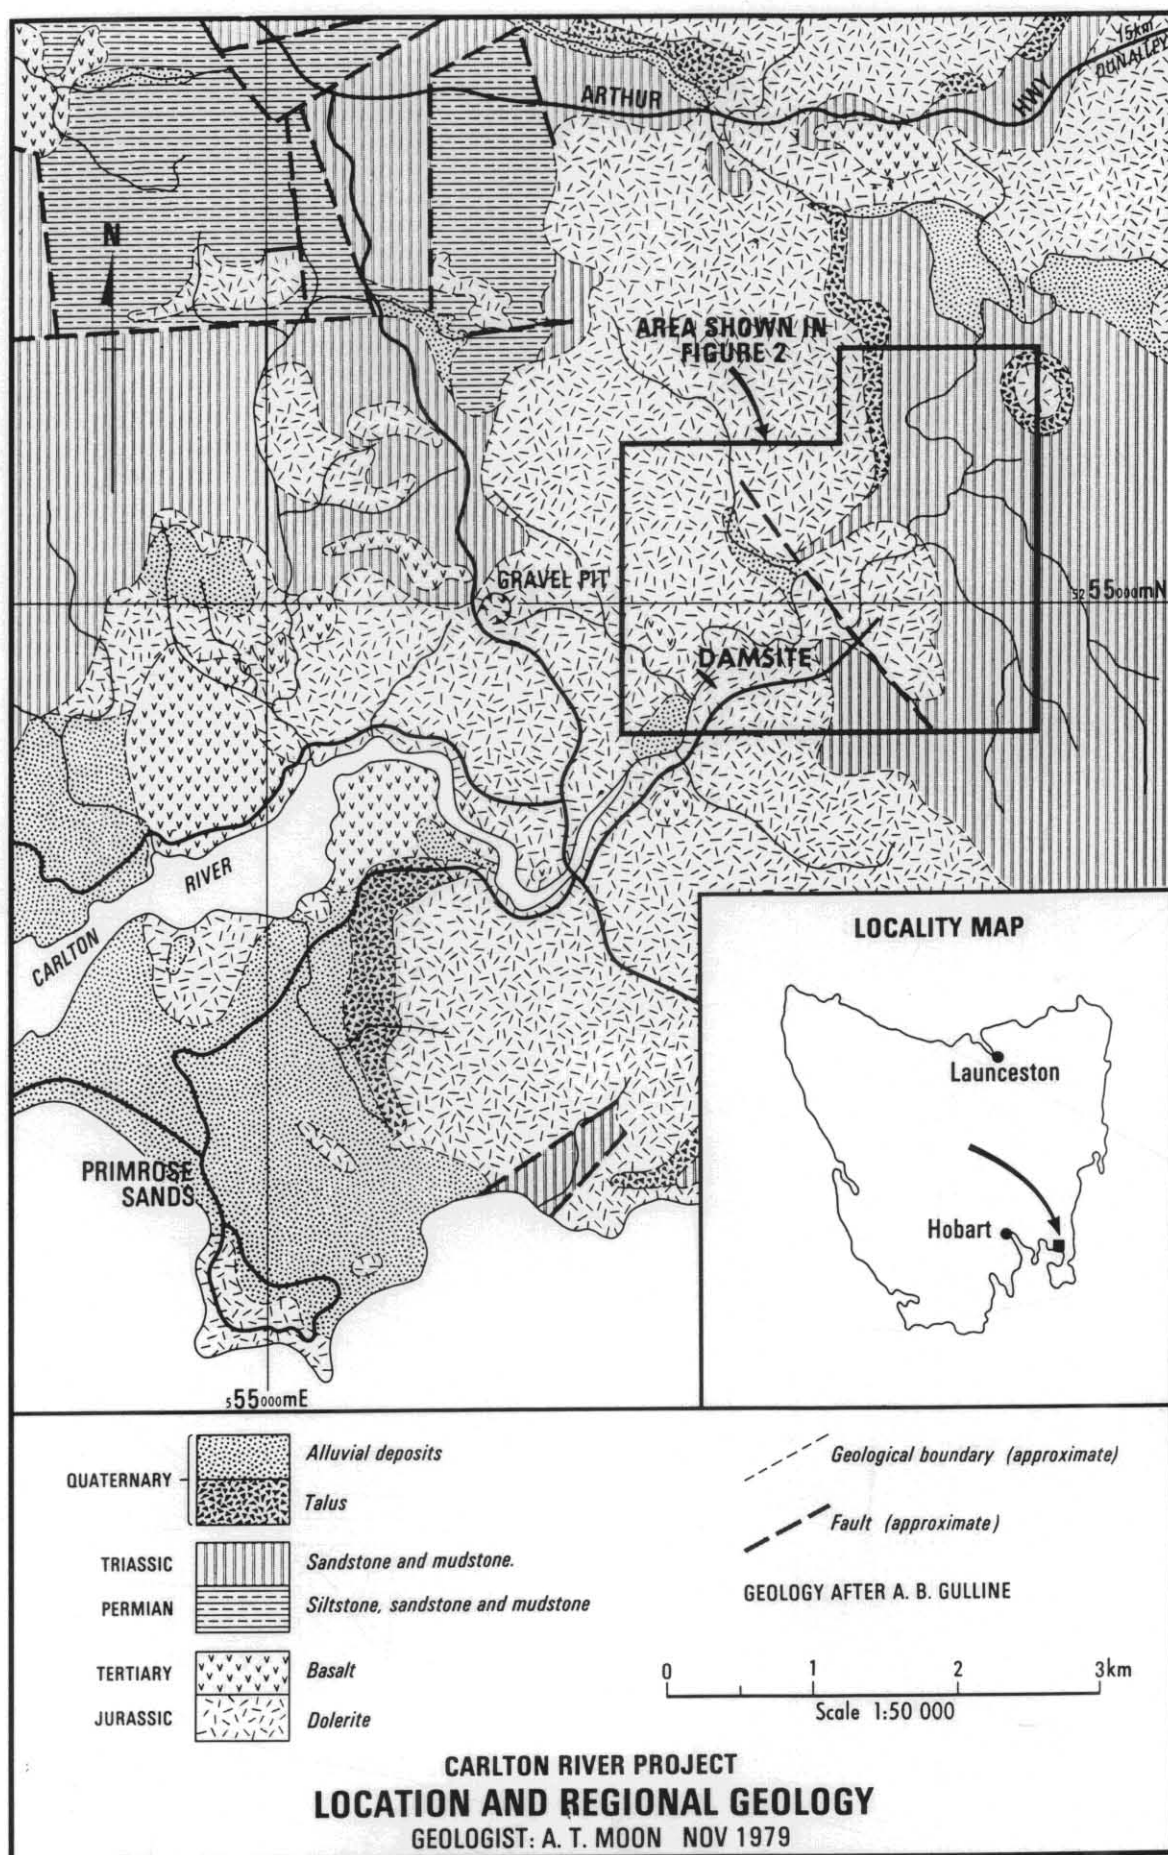 15km
DUNALLEY
ARTHUR
HWY
N
AREA SHOWN IN
FIGURE 2
GRAVEL PIT
52 55000mN
DAMSITE
RIVER
CARLTON
PRIMROSE
SANDS
555000mE
LOCALITY MAP
Launceston
Hobart
QUATERNARY
Alluvial deposits
Talus
TRIASSIC
Sandstone and mudstone.
PERMIAN
Siltstone, sandstone and mudstone
TERTIARY
Basalt
JURASSIC
Dolerite
Geological boundary (approximate)
Fault (approximate)
GEOLOGY AFTER A. B. GULLINE
0 1 2 3km
Scale 1:50 000
CARLTON RIVER PROJECT
LOCATION AND REGIONAL GEOLOGY
GEOLOGIST: A. T. MOON NOV 1979